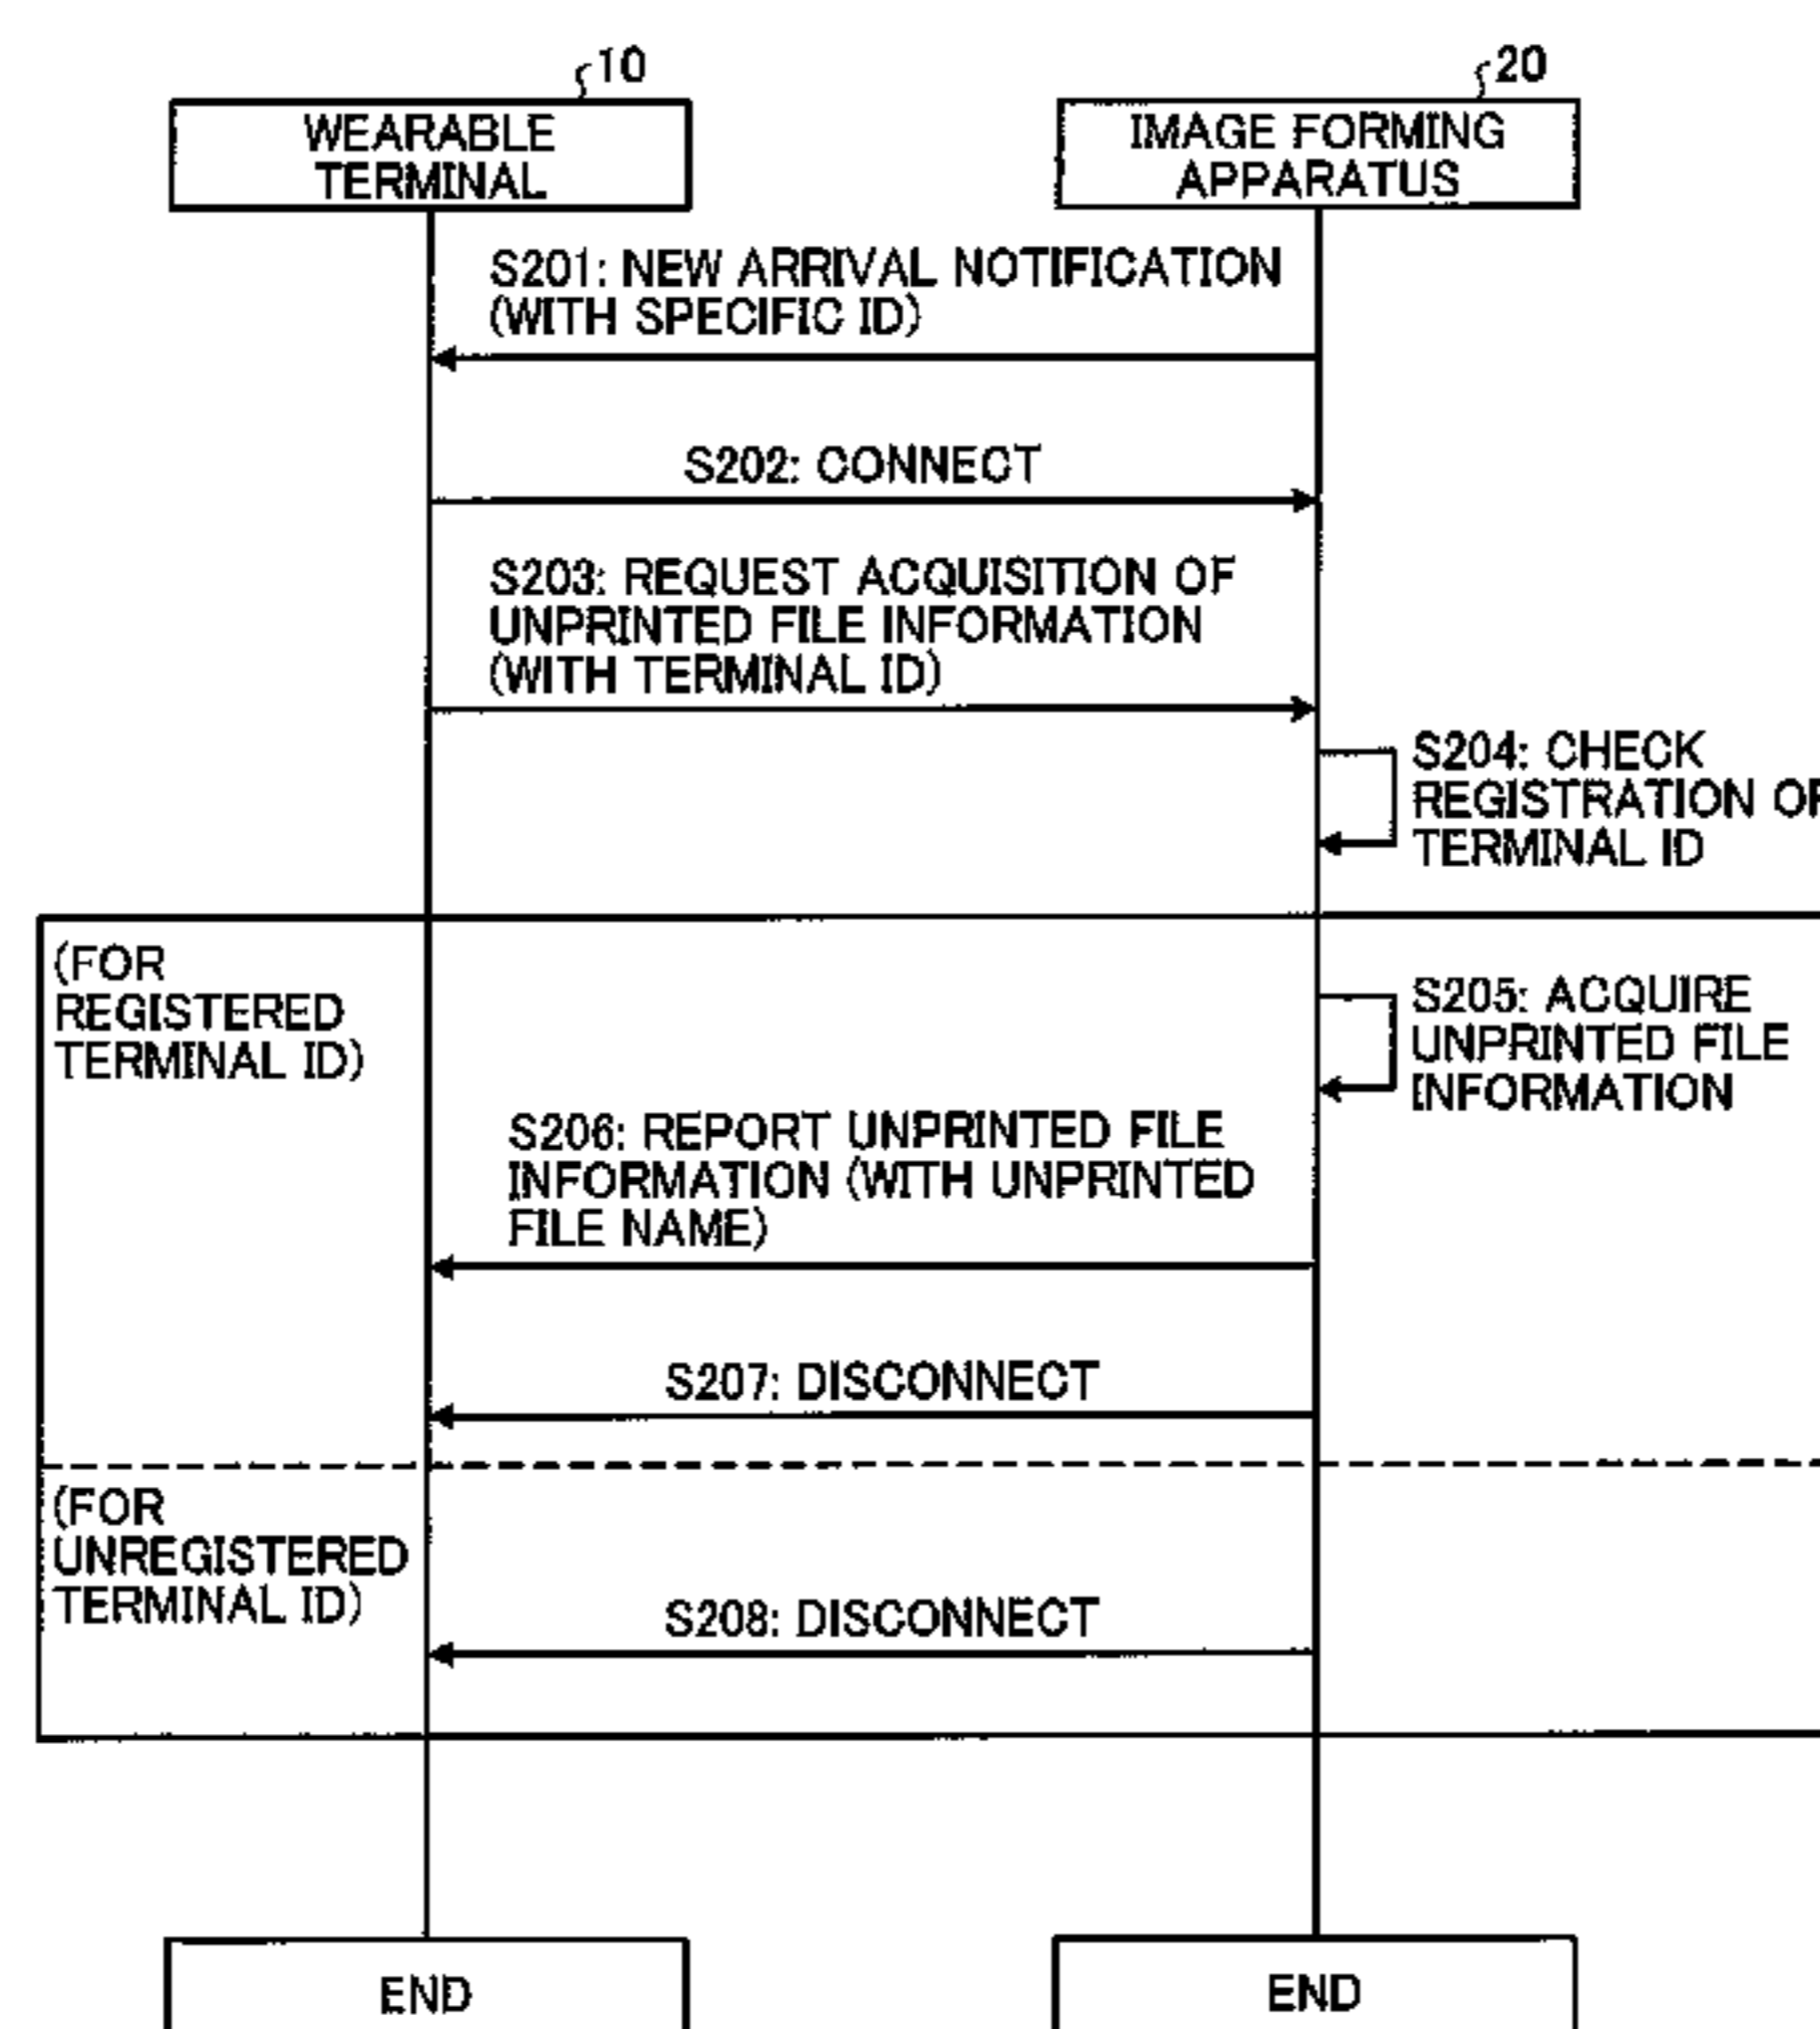 10
20
WEARABLE
TERMINAL
IMAGE FORMING
APPARATUS
S201: NEW ARRIVAL NOTIFICATION
(WITH SPECIFIC ID)
S202: CONNECT
S203: REQUEST ACQUISITION OF
UNPRINTED FILE INFORMATION
(WITH TERMINAL ID)
S204: CHECK
REGISTRATION OF
TERMINAL ID
(FOR
REGISTERED
TERMINAL ID)
S205: ACQUIRE
UNPRINTED FILE
INFORMATION
S206: REPORT UNPRINTED FILE
INFORMATION (WITH UNPRINTED
FILE NAME)
S207: DISCONNECT
(FOR
UNREGISTERED
TERMINAL ID)
S208: DISCONNECT
END
END